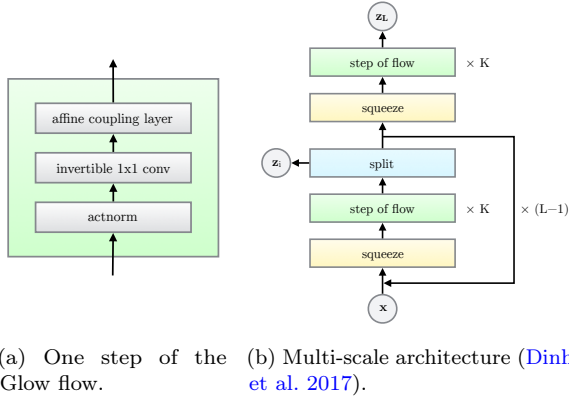 affine coupling layer
invertible 1x1 conv
actnorm
z_L
step of flow × K
squeeze
z_i split
step of flow × K
× (L−1)
squeeze
x
(a) One step of the
Glow flow.
(b) Multi-scale architecture (Dinh
et al. 2017).